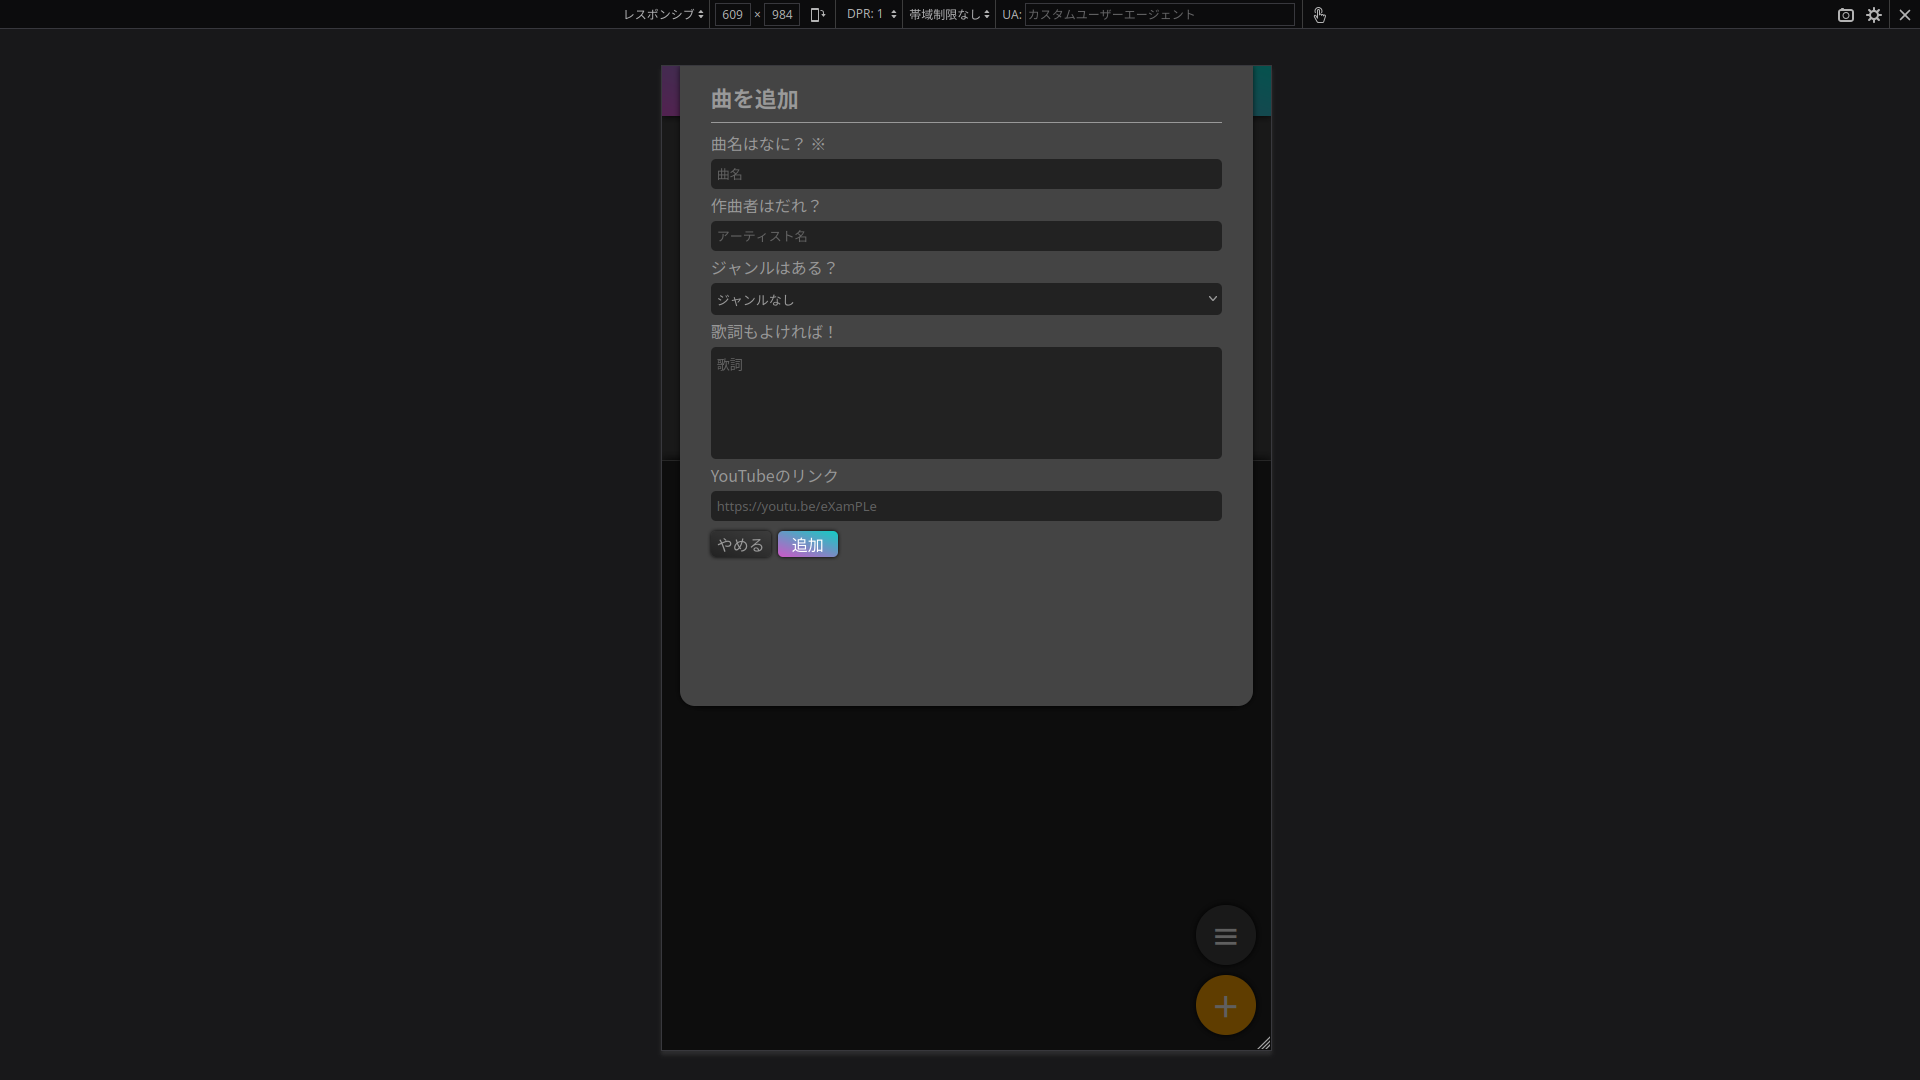 レスポンシブ 609 × 984 DPR: 1 帯域制限なし UA: カスタムユーザーエージェント
曲を追加
曲名はなに？ ※
曲名
作曲者はだれ？
アーティスト名
ジャンルはある？
ジャンルなし
歌詞もよければ！
歌詞
YouTubeのリンク
https://youtu.be/eXamPLe
やめる 追加